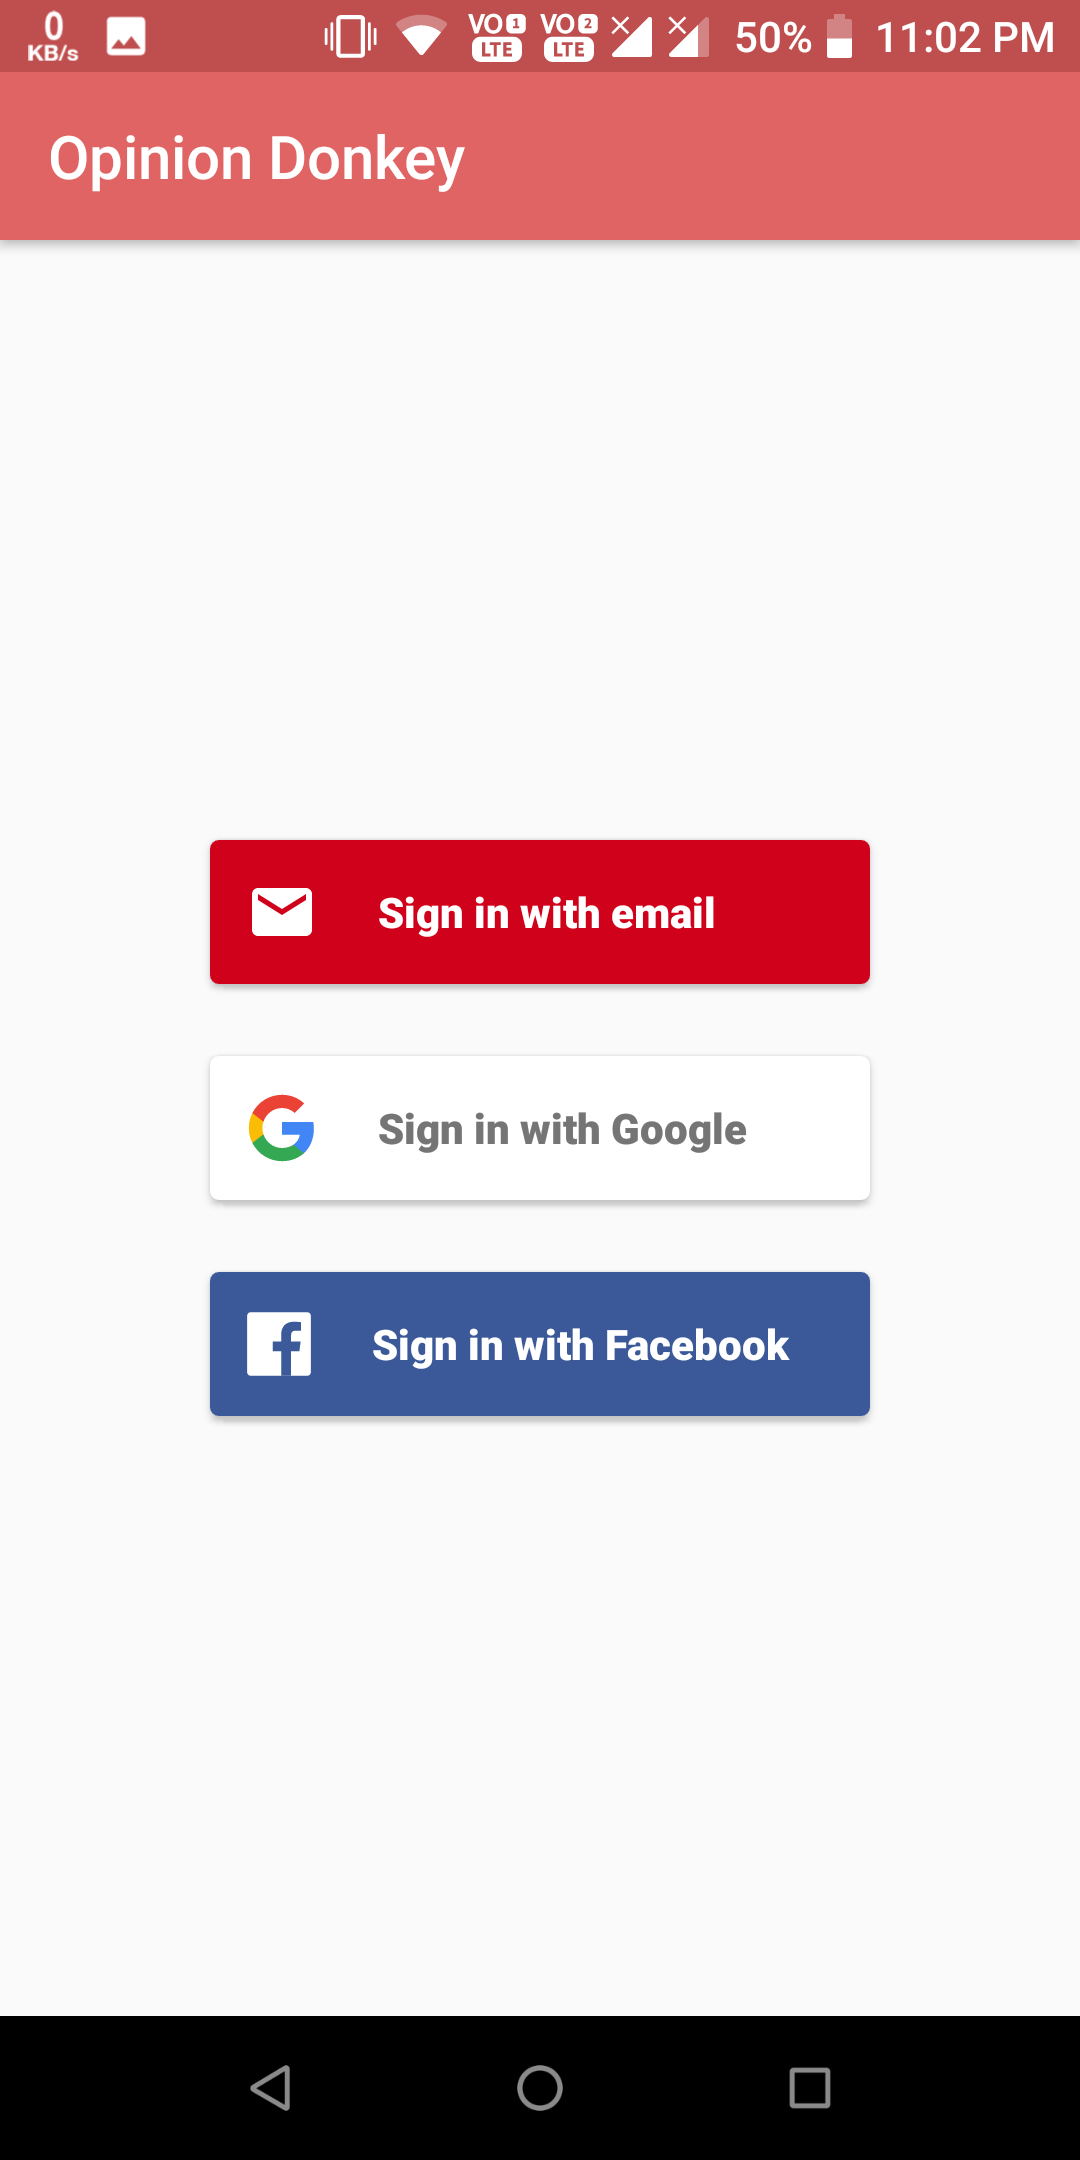 0
KB/s
VO 1
LTE
VO 2
LTE
50%
11:02 PM
Opinion Donkey
Sign in with email
Sign in with Google
Sign in with Facebook